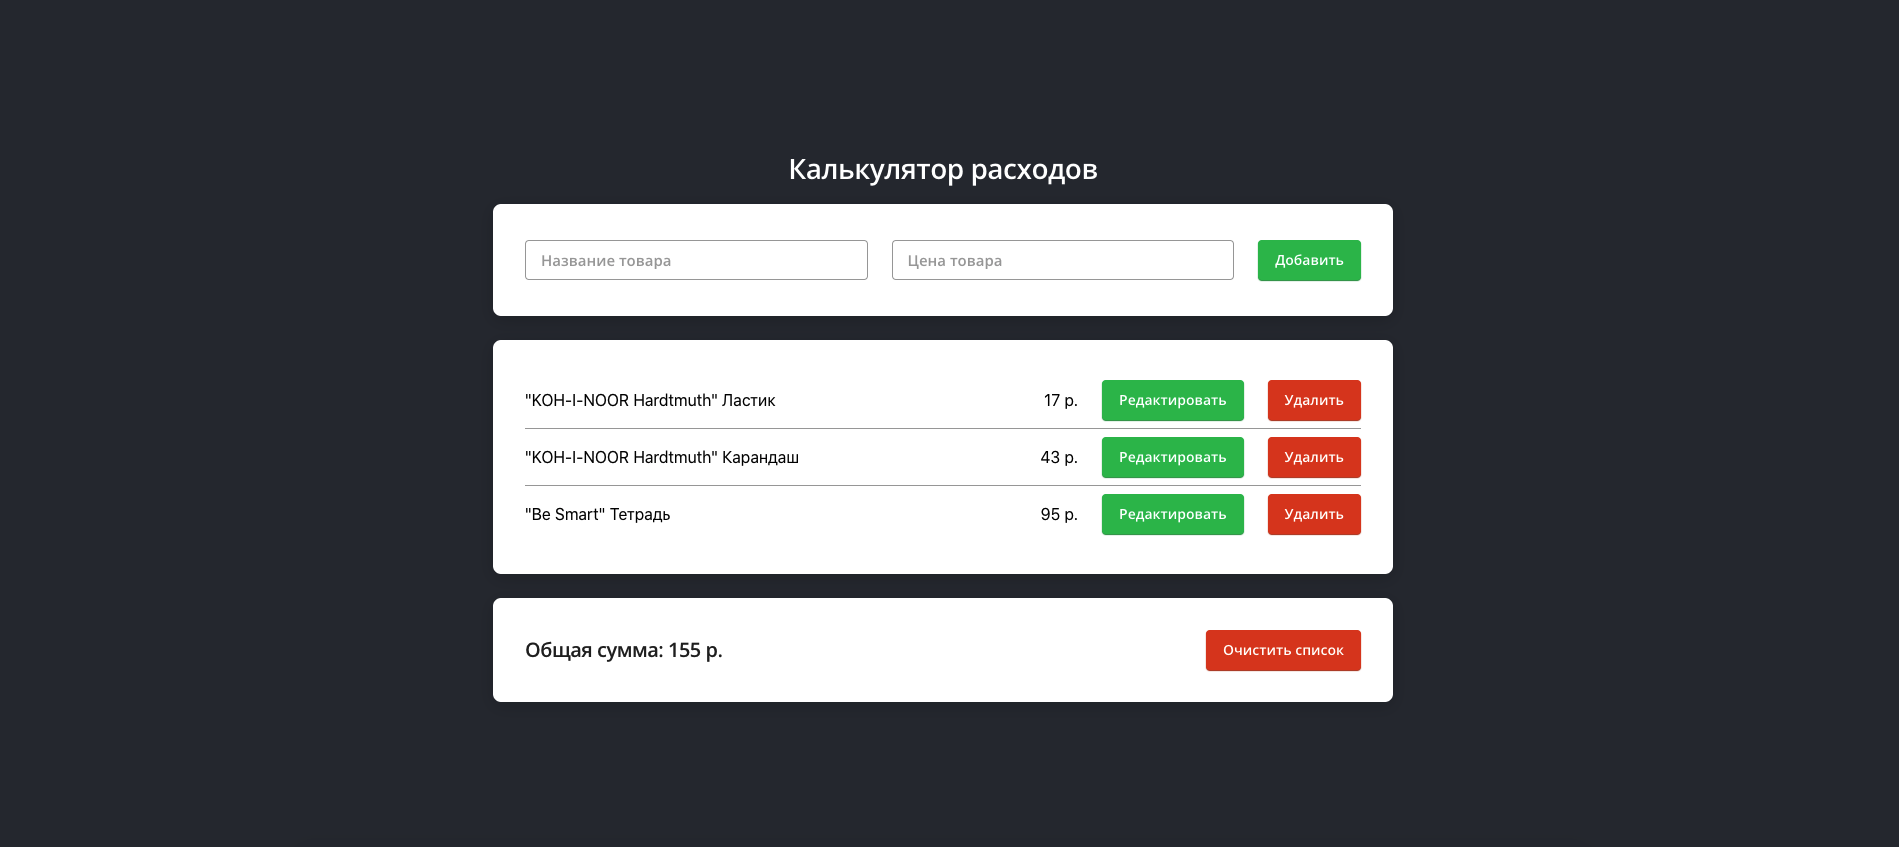 Калькулятор расходов
Название товара Цена товара Добавить
"KOH-I-NOOR Hardtmuth" Ластик 17 р. Редактировать Удалить
"KOH-I-NOOR Hardtmuth" Карандаш 43 р. Редактировать Удалить
"Be Smart" Тетрадь 95 р. Редактировать Удалить
Общая сумма: 155 р. Очистить список